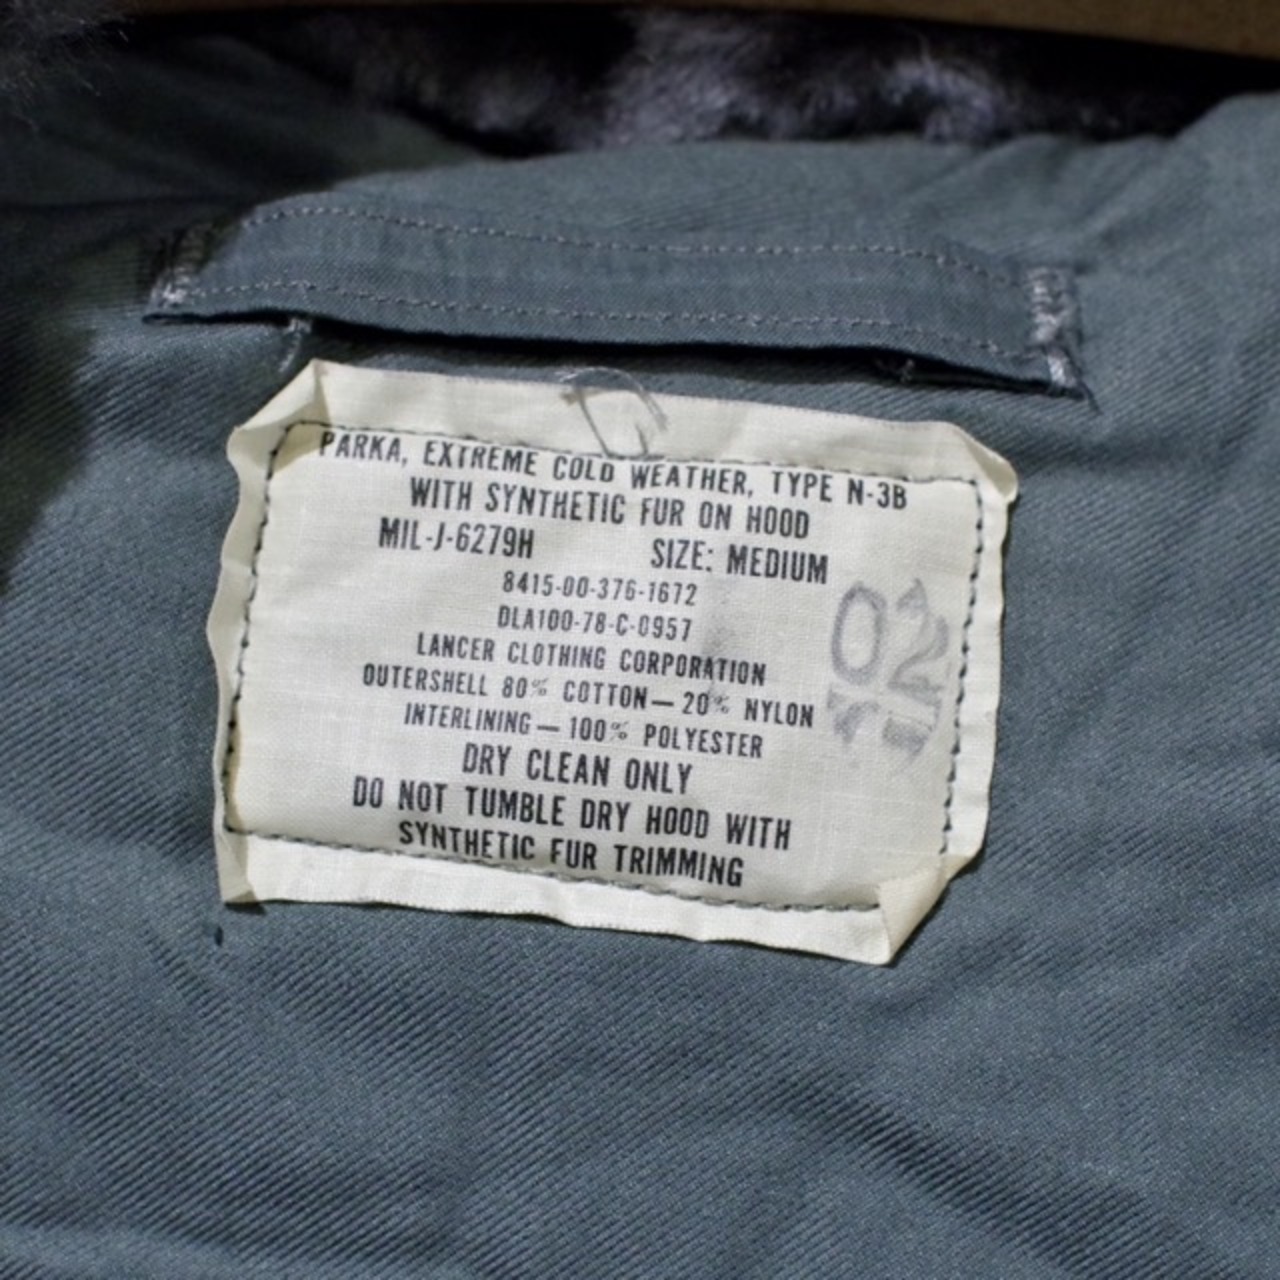 PARKA, EXTREME COLD WEATHER, TYPE N-3B
WITH SYNTHETIC FUR ON HOOD
MIL-J-6279H SIZE: MEDIUM
8415-00-376-1672
DLA100-78-C-0957
LANCER CLOTHING CORPORATION
OUTERSHELL 80% COTTON — 20% NYLON
INTERLINING — 100% POLYESTER
DRY CLEAN ONLY
DO NOT TUMBLE DRY HOOD WITH
SYNTHETIC FUR TRIMMING
02